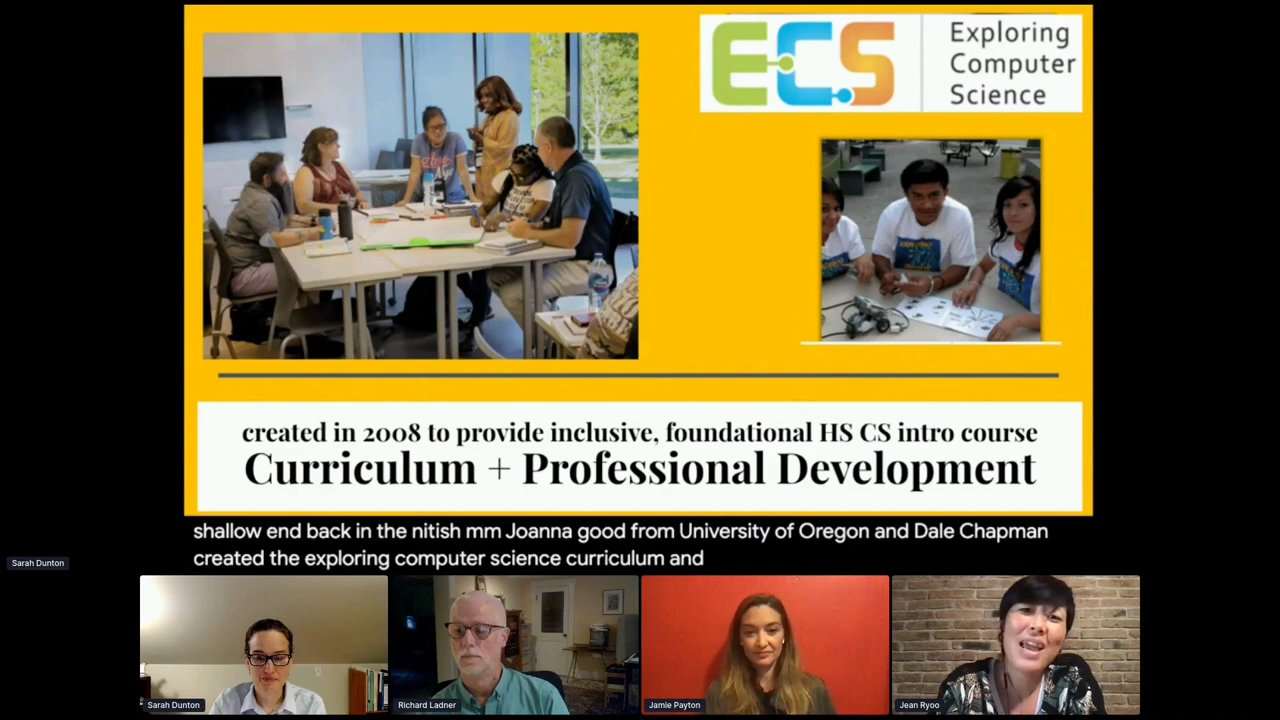 ECS
Exploring
Computer
Science
created in 2008 to provide inclusive, foundational HS CS intro course
Curriculum + Professional Development
shallow end back in the nitish mm Joanna good from University of Oregon and Dale Chapman
created the exploring computer science curriculum and
Sarah Dunton
Sarah Dunton
Richard Ladner
Jamie Payton
Jean Ryoo